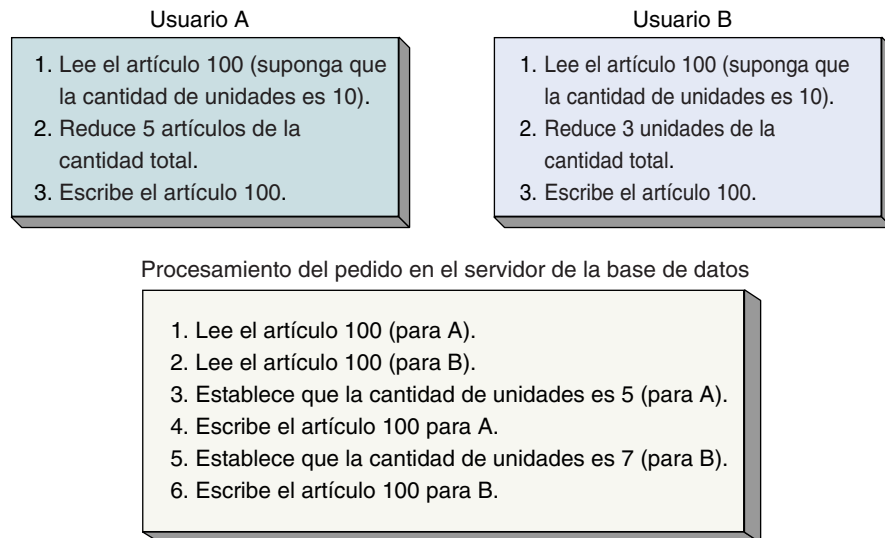 Usuario A
1. Lee el artículo 100 (suponga que
la cantidad de unidades es 10).
2. Reduce 5 artículos de la
cantidad total.
3. Escribe el artículo 100.
Usuario B
1. Lee el artículo 100 (suponga que
la cantidad de unidades es 10).
2. Reduce 3 unidades de la
cantidad total.
3. Escribe el artículo 100.
Procesamiento del pedido en el servidor de la base de datos
1. Lee el artículo 100 (para A).
2. Lee el artículo 100 (para B).
3. Establece que la cantidad de unidades es 5 (para A).
4. Escribe el artículo 100 para A.
5. Establece que la cantidad de unidades es 7 (para B).
6. Escribe el artículo 100 para B.